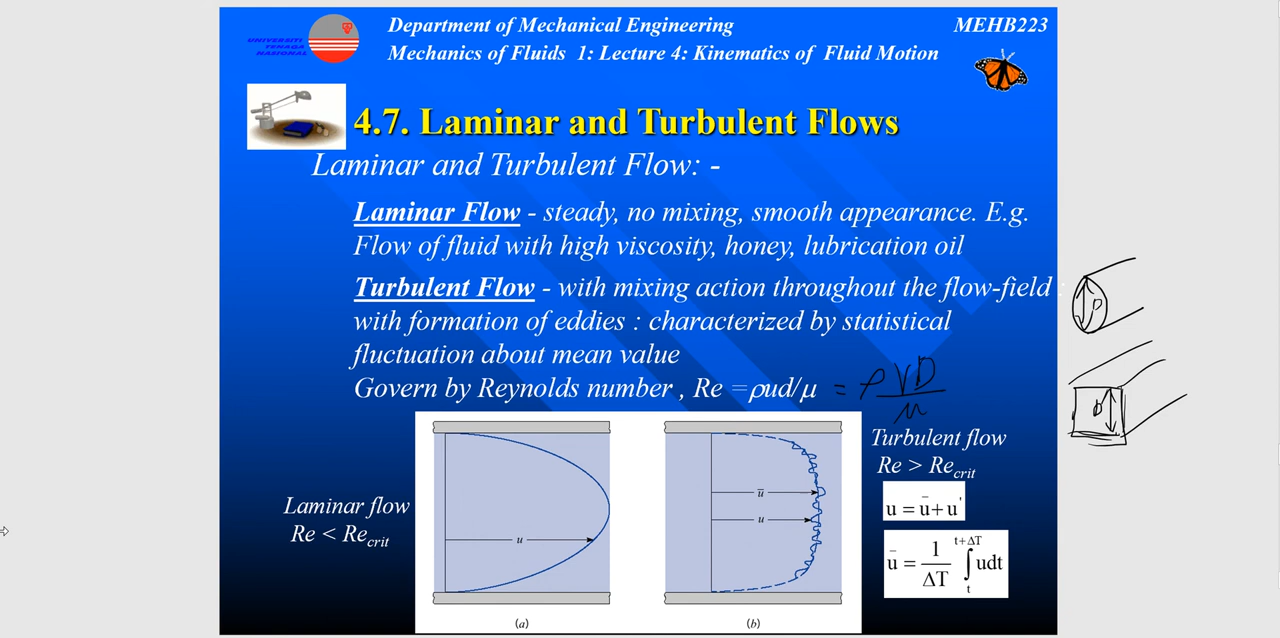 UNIVERSITI
TENAGA
NASIONAL
Department of Mechanical Engineering
MEHB223
Mechanics of Fluids 1: Lecture 4: Kinematics of Fluid Motion
4.7. Laminar and Turbulent Flows
Laminar and Turbulent Flow: -
Laminar Flow - steady, no mixing, smooth appearance. E.g.
Flow of fluid with high viscosity, honey, lubrication oil
Turbulent Flow - with mixing action throughout the flow-field :
with formation of eddies : characterized by statistical
fluctuation about mean value
Govern by Reynolds number , Re =ρud/μ = ρVD/μ
D
D
Laminar flow
Re < Re_crit
u
(a)
u̅
u
(b)
Turbulent flow
Re > Re_crit
u = u̅ + u'
u̅ = 1/ΔT ∫_t^{t+ΔT} udt